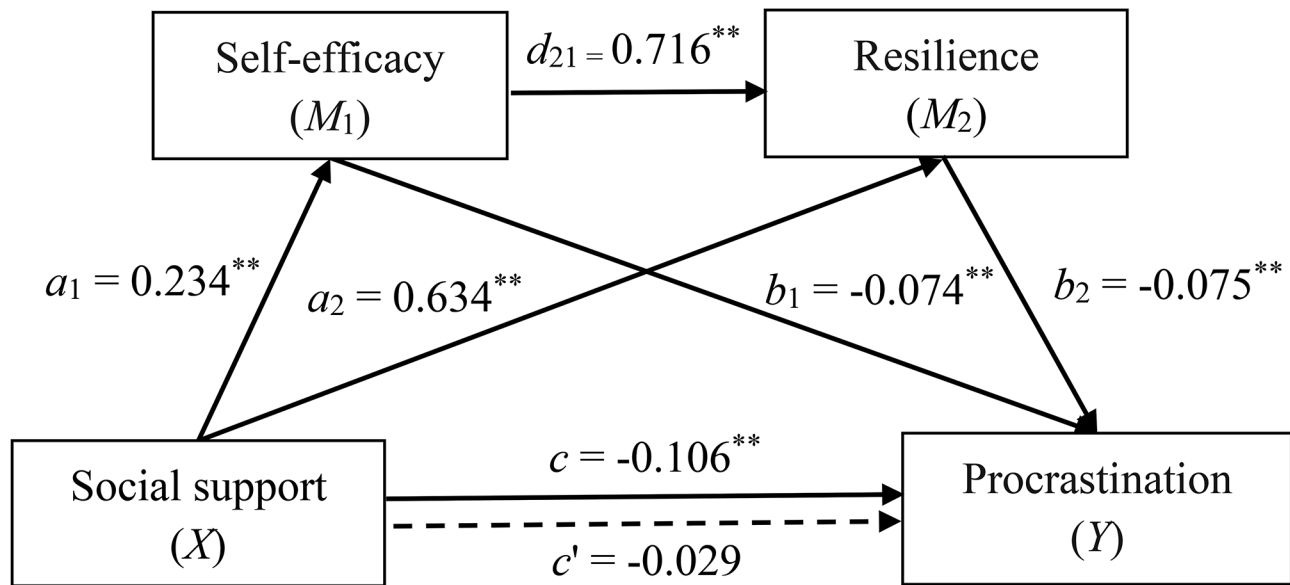 Self-efficacy
(M₁)
d₂₁ = 0.716**
Resilience
(M₂)
a₁ = 0.234**
a₂ = 0.634**
b₁ = -0.074**
b₂ = -0.075**
Social support
(X)
c = -0.106**
c' = -0.029
Procrastination
(Y)